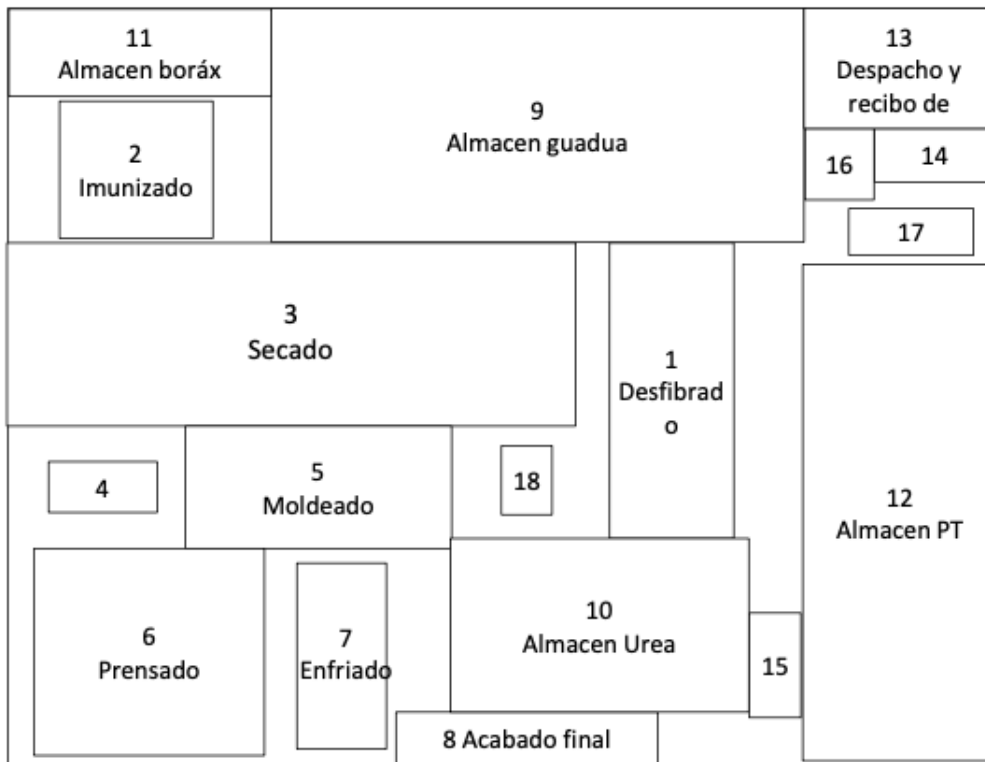 11
Almacen boráx
9
Almacen guadua
13
Despacho y
recibo de
2
Imunizado
16
14
17
3
Secado
1
Desfibrad
o
4
5
Moldeado
18
12
Almacen PT
6
Prensado
7
Enfriado
10
Almacen Urea
15
8 Acabado final